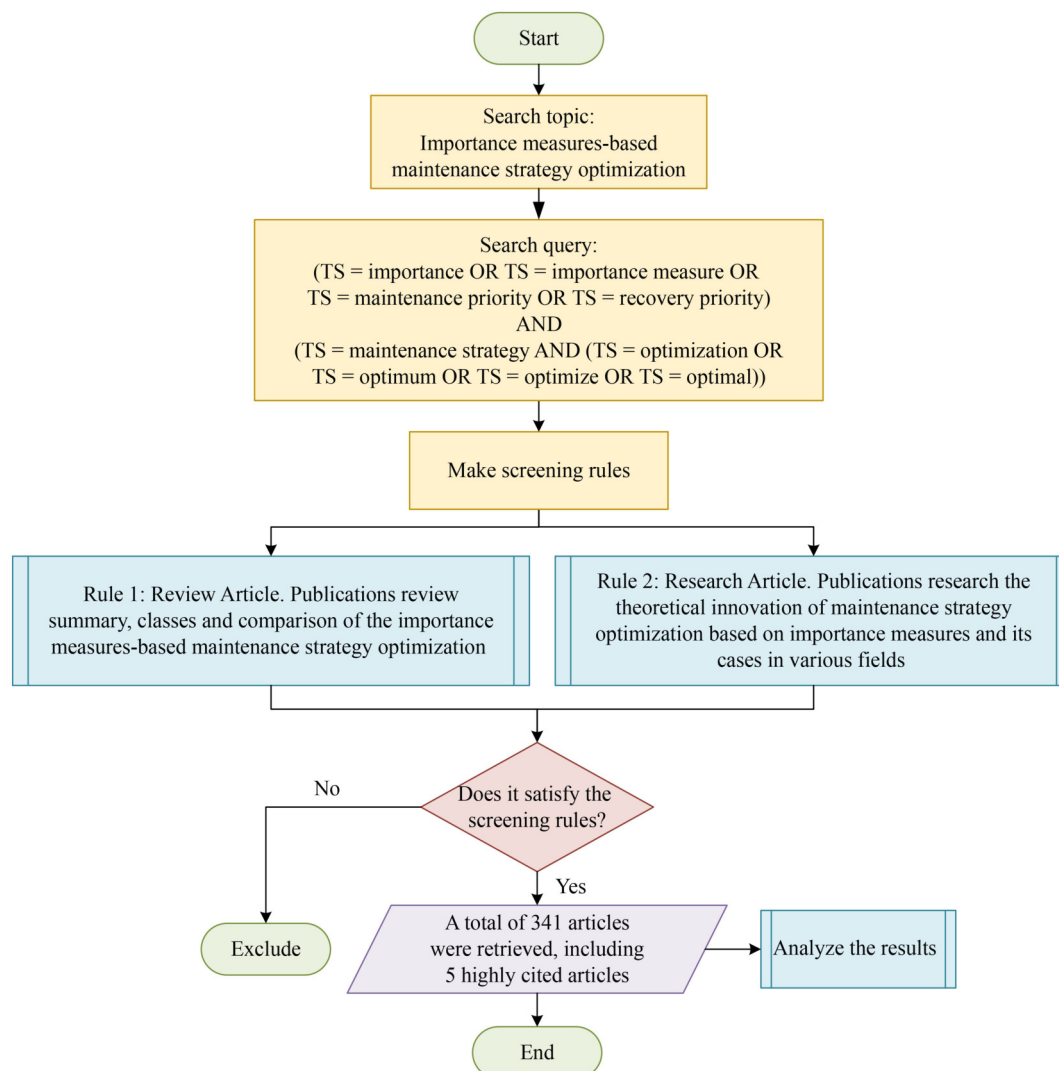 Start
Search topic:
Importance measures-based
maintenance strategy optimization
Search query:
(TS = importance OR TS = importance measure OR
TS = maintenance priority OR TS = recovery priority)
AND
(TS = maintenance strategy AND (TS = optimization OR
TS = optimum OR TS = optimize OR TS = optimal))
Make screening rules
Rule 1: Review Article. Publications review
summary, classes and comparison of the importance
measures-based maintenance strategy optimization
Rule 2: Research Article. Publications research the
theoretical innovation of maintenance strategy
optimization based on importance measures and its
cases in various fields
Does it satisfy the
screening rules?
No
Yes
Exclude
A total of 341 articles
were retrieved, including
5 highly cited articles
Analyze the results
End